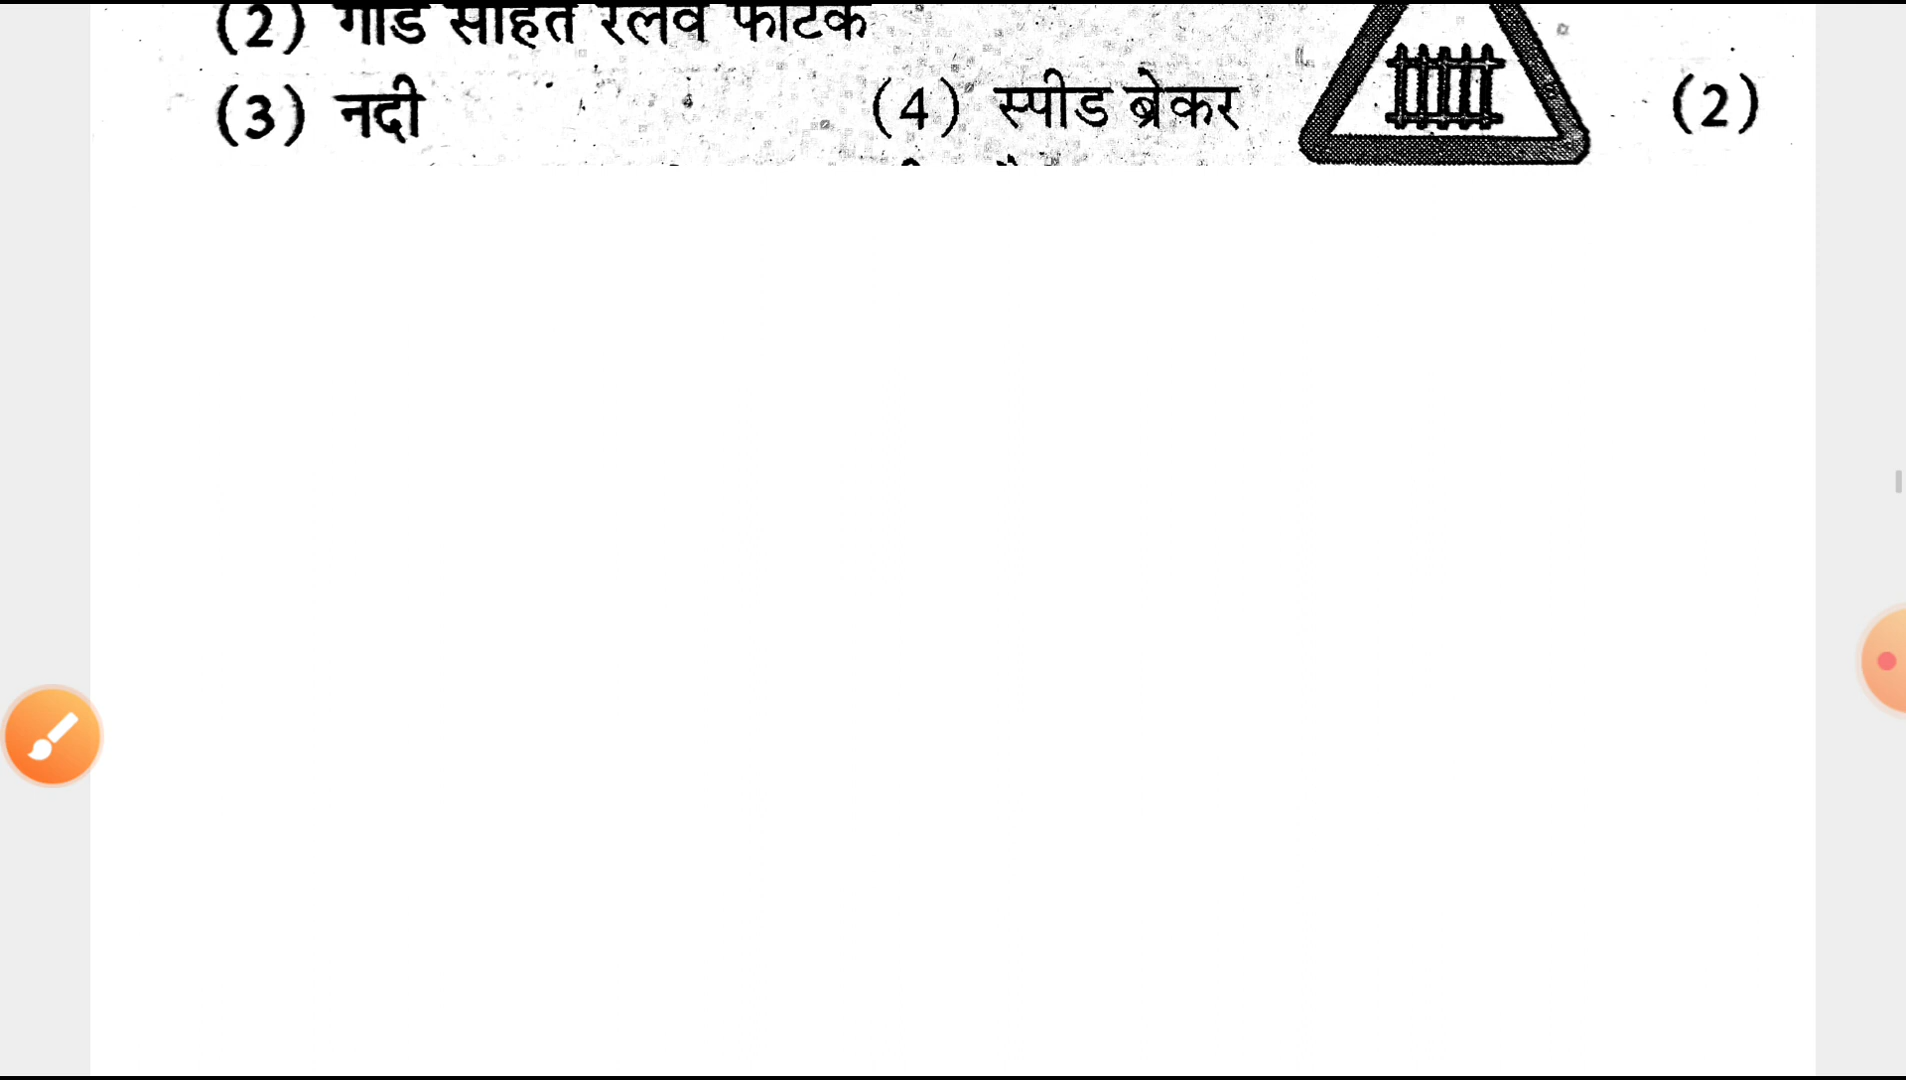 (2) गार्ड सहित रेलवे फाटक
(3) नदी (4) स्पीड ब्रेकर (2)